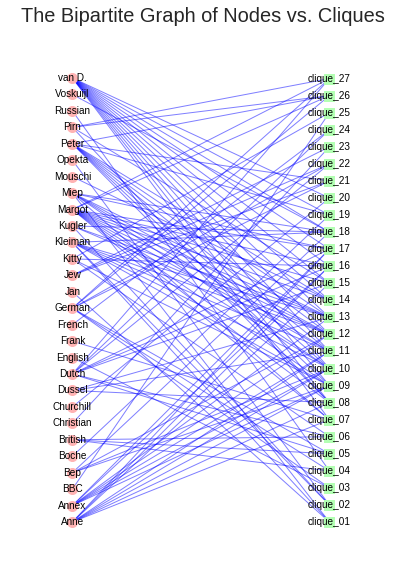 The Bipartite Graph of Nodes vs. Cliques
van D.
Voskuijl
Russian
Pim
Peter
Opekta
Mouschi
Miep
Margot
Kugler
Kleiman
Kitty
Jew
Jan
German
French
Frank
English
Dutch
Dussel
Churchill
Christian
British
Boche
Bep
BBC
Annex
Anne
clique_27
clique_26
clique_25
clique_24
clique_23
clique_22
clique_21
clique_20
clique_19
clique_18
clique_17
clique_16
clique_15
clique_14
clique_13
clique_12
clique_11
clique_10
clique_09
clique_08
clique_07
clique_06
clique_05
clique_04
clique_03
clique_02
clique_01